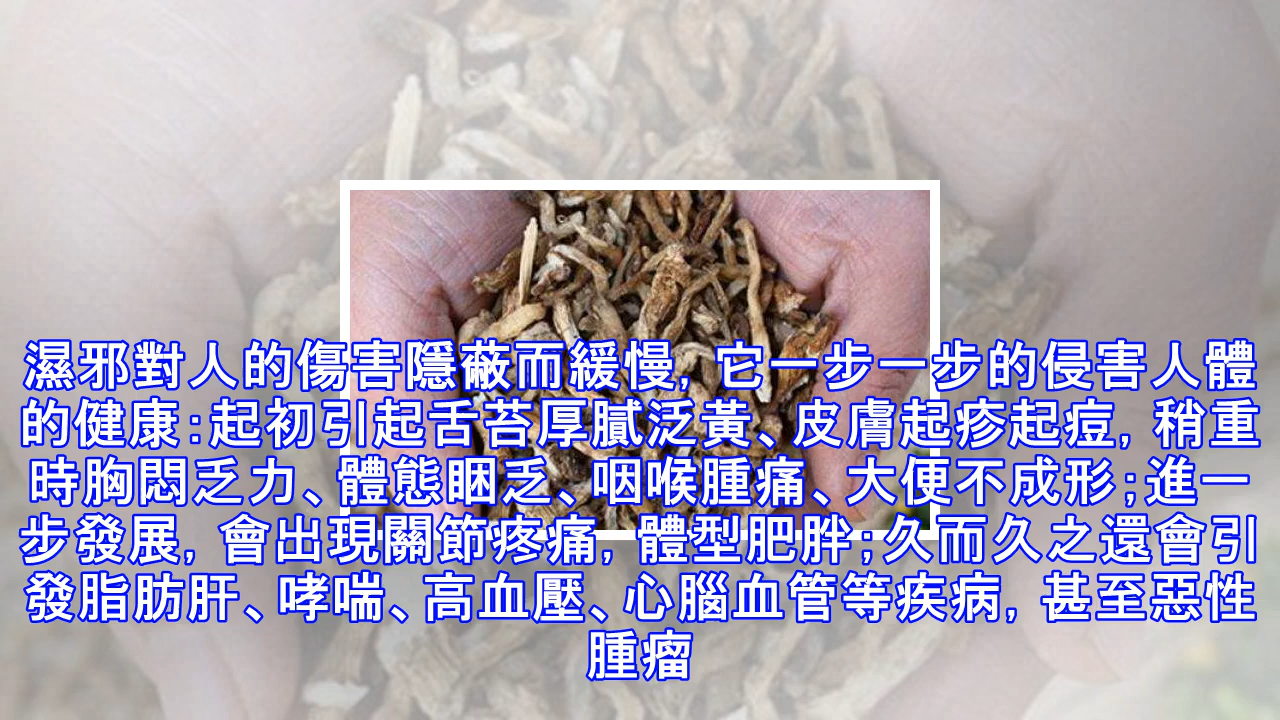 濕邪對人的傷害隱蔽而緩慢, 它一步一步的侵害人體
的健康:起初引起舌苔厚膩泛黃、皮膚起疹起痘, 稍重
時胸悶乏力、體態睏乏、咽喉腫痛、大便不成形;進一
步發展, 會出現關節疼痛, 體型肥胖;久而久之還會引
發脂肪肝、哮喘、高血壓、心腦血管等疾病, 甚至惡性
腫瘤